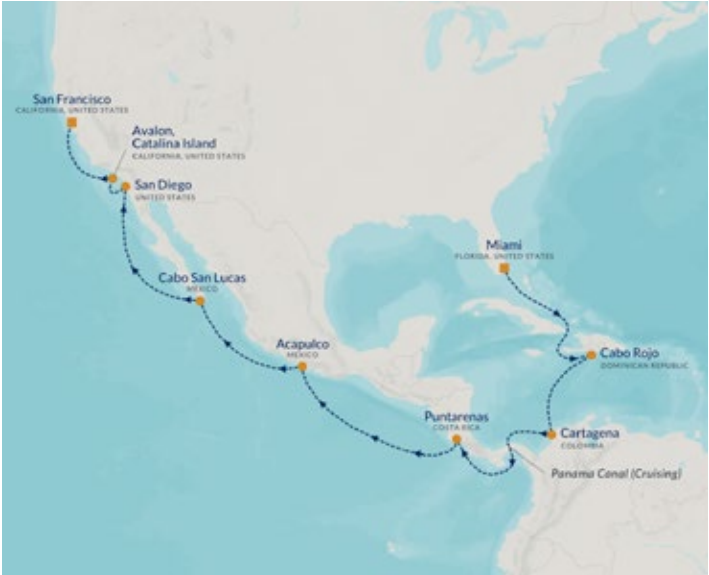 San Francisco
CALIFORNIA, UNITED STATES
Avalon,
Catalina Island
CALIFORNIA, UNITED STATES
San Diego
UNITED STATES
Miami
FLORIDA, UNITED STATES
Cabo San Lucas
MEXICO
Acapulco
MEXICO
Cabo Rojo
DOMINICAN REPUBLIC
Puntarenas
COSTA RICA
Cartagena
COLOMBIA
Panama Canal (Cruising)